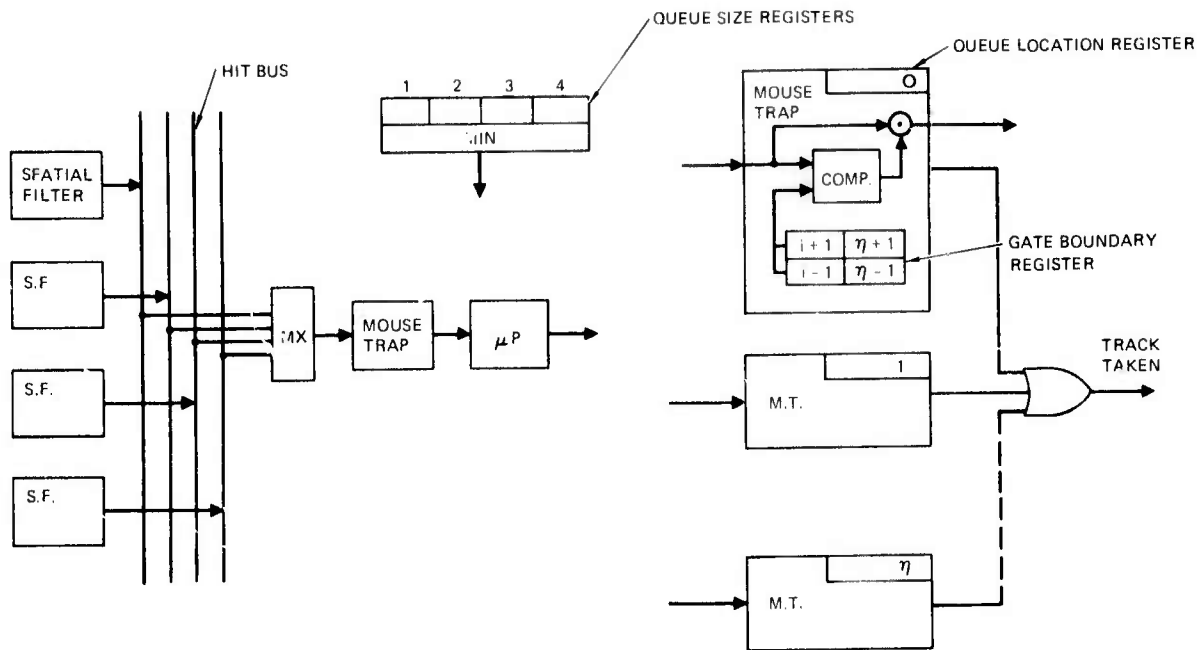 QUEUE SIZE REGISTERS
QUEUE LOCATION REGISTER
HIT BUS
1 2 3 4
O
MOUSE
TRAP
SPATIAL
FILTER
COMP.
i + 1 η + 1
i - 1 η - 1
GATE BOUNDARY
REGISTER
S.F
MX
MOUSE
TRAP
μP
TRACK
TAKEN
1
M.T.
S.F.
S.F.
η
M.T.